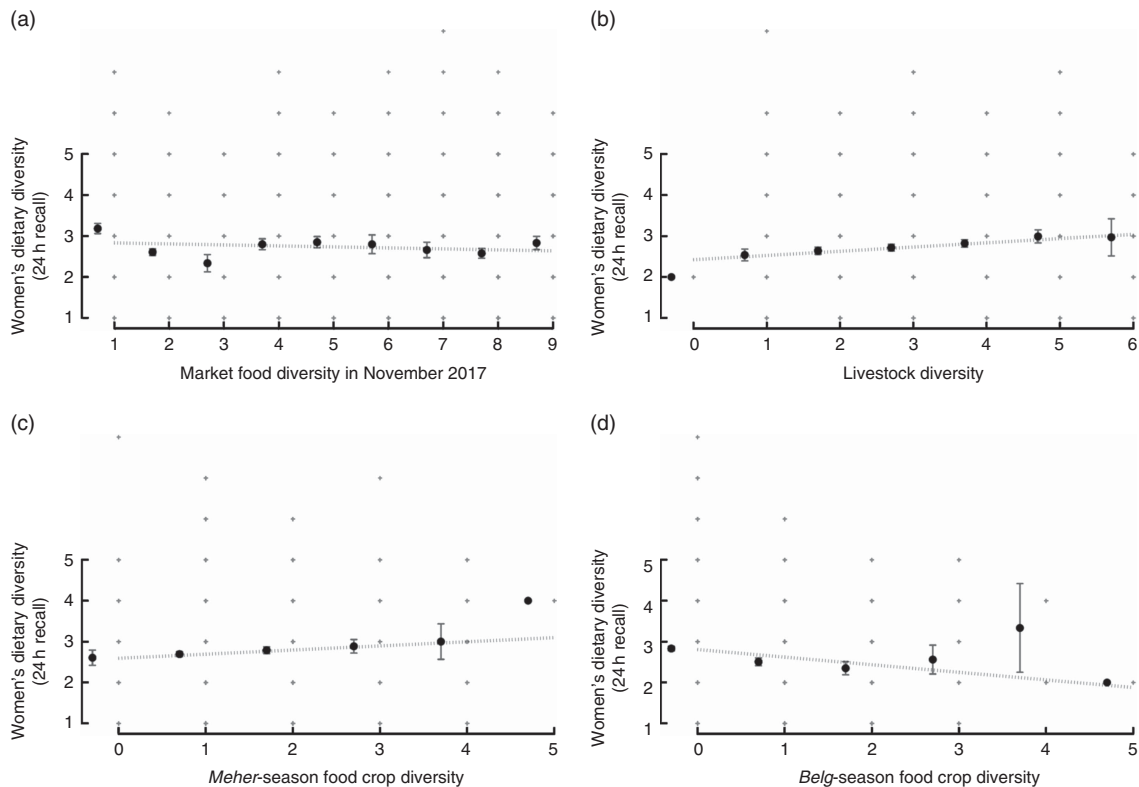 (a)
Women's dietary diversity
(24 h recall)
5
4
3
2
1
1 2 3 4 5 6 7 8 9
Market food diversity in November 2017
(b)
Women's dietary diversity
(24 h recall)
5
4
3
2
1
0 1 2 3 4 5 6
Livestock diversity
(c)
Women's dietary diversity
(24 h recall)
5
4
3
2
1
0 1 2 3 4 5
Meher-season food crop diversity
(d)
Women's dietary diversity
(24 h recall)
5
4
3
2
1
0 1 2 3 4 5
Belg-season food crop diversity